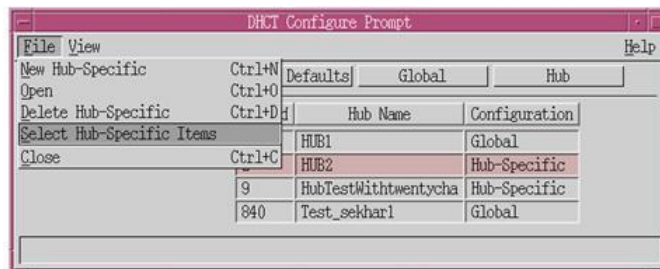 DHCT Configure Prompt
File View Help
New Hub-Specific Ctrl+N
Open Ctrl+O
Delete Hub-Specific Ctrl+D
Select Hub-Specific Items
Close Ctrl+C
Defaults Global Hub
Hub Name Configuration
HUB1 Global
HUB2 Hub-Specific
9 HubTestWithtwentycha Hub-Specific
840 Test_sekhar1 Global